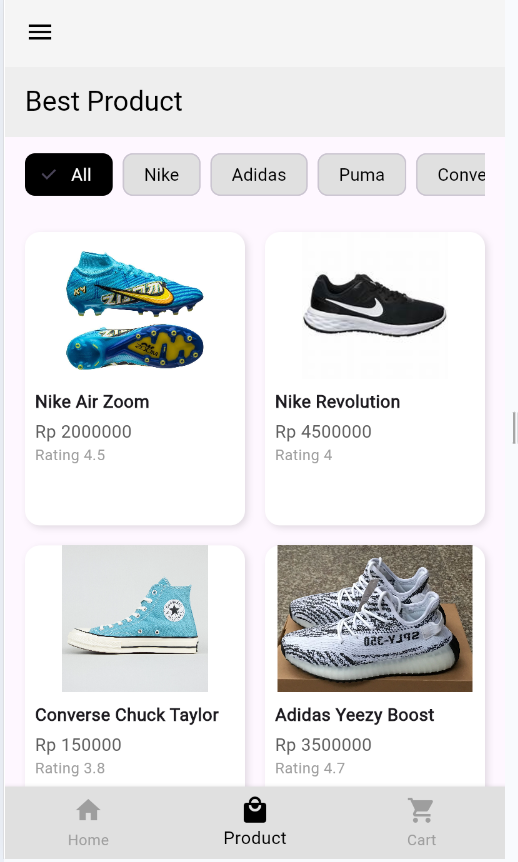 Best Product
All Nike Adidas Puma Conve
Nike Air Zoom
Rp 2000000
Rating 4.5
Nike Revolution
Rp 4500000
Rating 4
SPLY-350
Converse Chuck Taylor
Rp 150000
Rating 3.8
Adidas Yeezy Boost
Rp 3500000
Rating 4.7
Home Product Cart